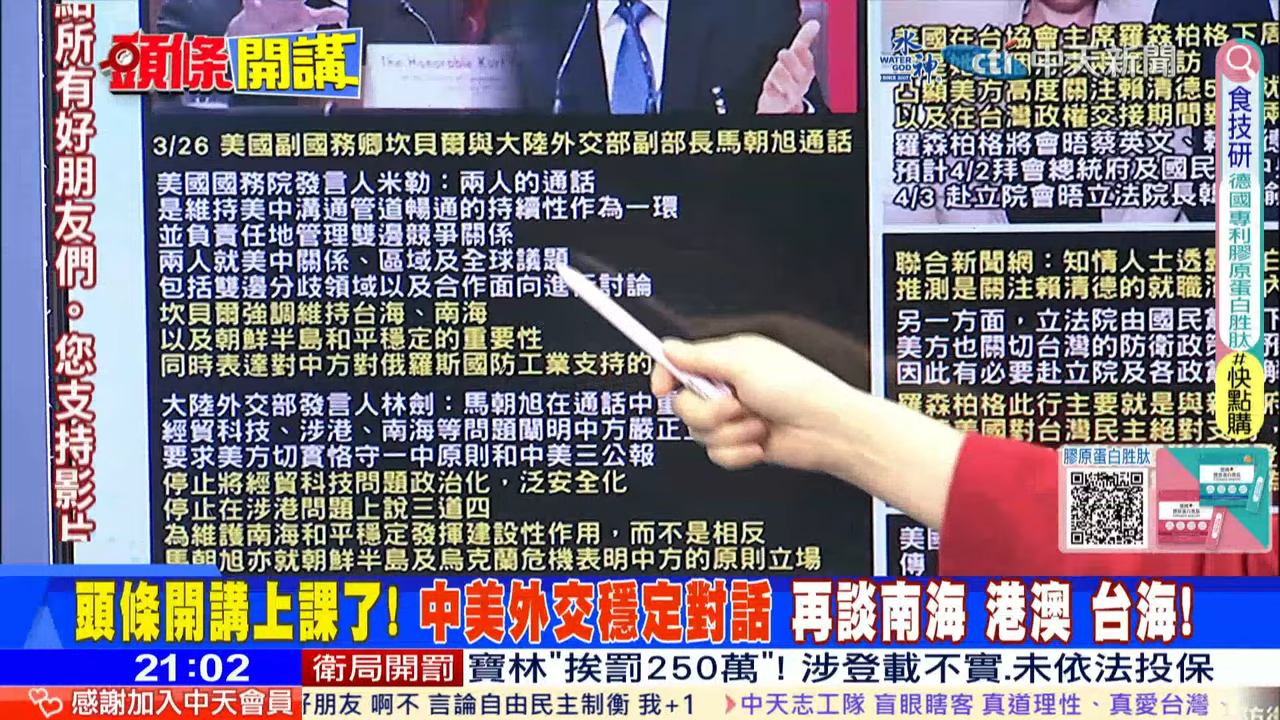 頭條開講
所有好朋友們。您支持影片
The Honorable Kurt
3/26 美國副國務卿坎貝爾與大陸外交部副部長馬朝旭通話
美國國務院發言人米勒：兩人的通話
是維持美中溝通管道暢通的持續性作為一環
並負責任地管理雙邊競爭關係
兩人就美中關係、區域及全球議題
包括雙邊分歧領域以及合作面向進行討論
坎貝爾強調維持台海、南海
以及朝鮮半島和平穩定的重要性
同時表達對中方對俄羅斯國防工業支持的
大陸外交部發言人林劍：馬朝旭在通話中重
經貿科技、涉港、南海等問題闡明中方嚴正立
要求美方切實恪守一中原則和中美三公報
停止將經貿科技問題政治化，泛安全化
停止在涉港問題上說三道四
為維護南海和平穩定發揮建設性作用，而不是相反
馬朝旭亦就朝鮮半島及烏克蘭危機表明中方的原則立場
國在台協會主席羅森柏格下周
訪
凸顯美方高度關注賴清德5
以及在台灣政權交接期間對
羅森柏格將會晤蔡英文、
預計4/2拜會總統府及國民
4/3 赴立院會晤立法院長韓
聯合新聞網：知情人士透
推測是關注賴清德的就職
另一方面，立法院由國民
美方也關切台灣的防衛政策
因此有必要赴立院及各政
羅森柏格此行主要就是與新
美國對台灣民主絕對支
美
傳
水神
WATER GOD
SINCE 2007
cti 中天新聞
食技研
德國專利膠原蛋白胜肽
#快點購
膠原蛋白胜肽
頭條開講上課了! 中美外交穩定對話 再談南海 港澳 台海!
21:02 衛局開罰 寶林"挨罰250萬"! 涉登載不實.未依法投保
感謝加入中天會員 好朋友 啊不 言論自由民主制衡 我+1 中天志工隊 盲眼瞎客 真道理性、真愛台灣